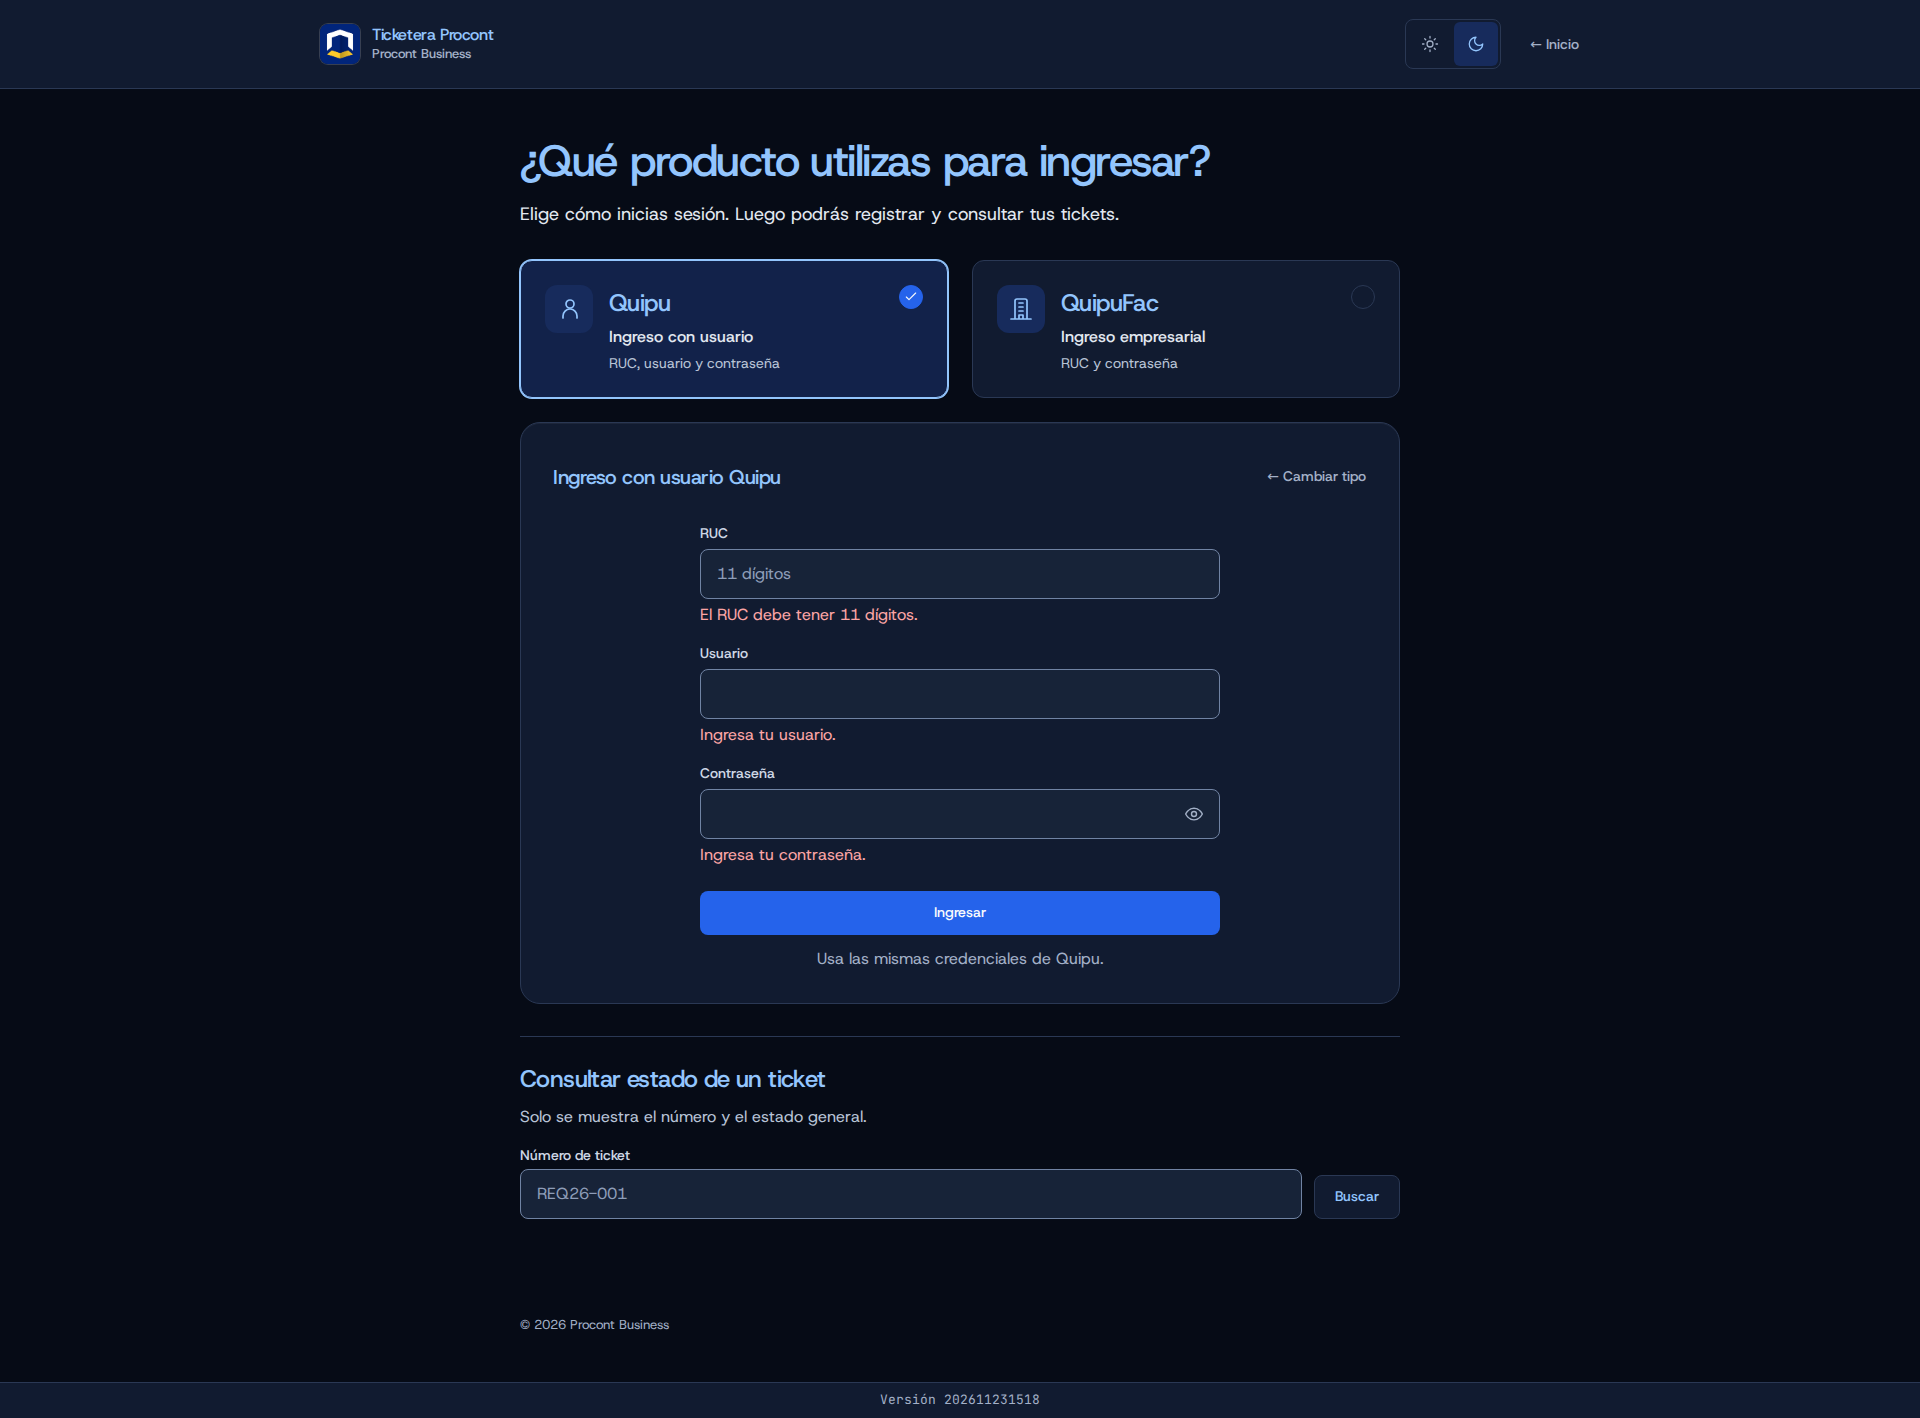 Ticketera Procont
Procont Business
← Inicio
¿Qué producto utilizas para ingresar?
Elige cómo inicias sesión. Luego podrás registrar y consultar tus tickets.
Quipu
Ingreso con usuario
RUC, usuario y contraseña
QuipuFac
Ingreso empresarial
RUC y contraseña
Ingreso con usuario Quipu
← Cambiar tipo
RUC
11 dígitos
El RUC debe tener 11 dígitos.
Usuario
Ingresa tu usuario.
Contraseña
Ingresa tu contraseña.
Ingresar
Usa las mismas credenciales de Quipu.
Consultar estado de un ticket
Solo se muestra el número y el estado general.
Número de ticket
REQ26-001
Buscar
© 2026 Procont Business
Versión 202611231518